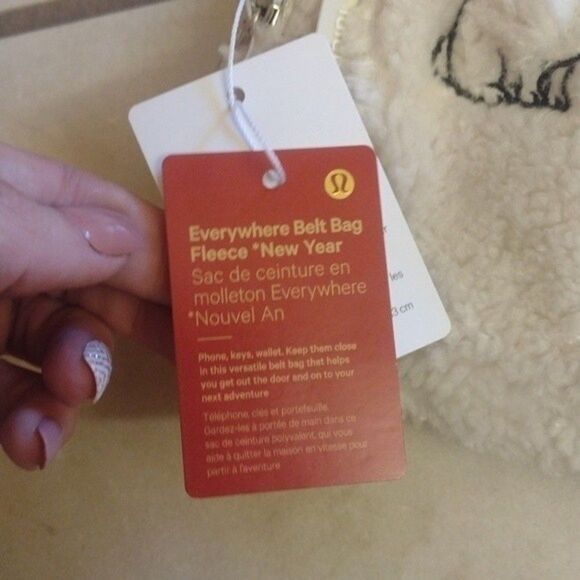 Everywhere Belt Bag
Fleece *New Year
Sac de ceinture en
molleton Everywhere
*Nouvel An
Phone, keys, wallet. Keep them close
in this versatile belt bag that helps
you get out the door and on to your
next adventure
Téléphone, clés et portefeuille.
Gardez-les à portée de main dans ce
sac de ceinture polyvalent, qui vous
aide à quitter la maison en vitesse pour
partir à l'aventure
les
3 cm